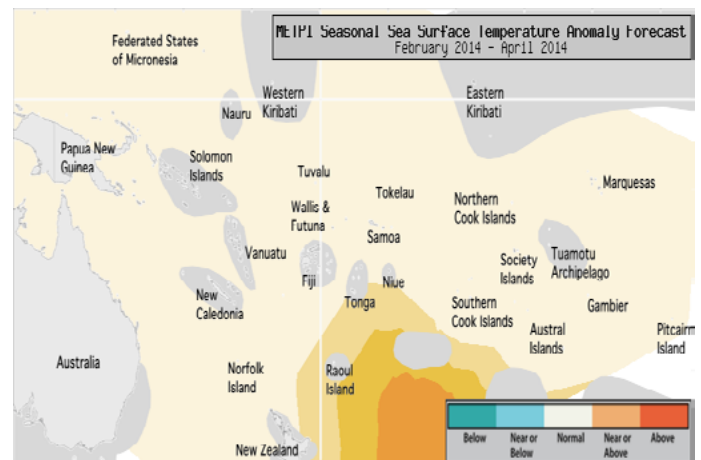 METPI Seasonal Sea Surface Temperature Anomaly Forecast
February 2014 - April 2014
Federated States
of Micronesia
Western
Kiribati
Eastern
Kiribati
Nauru
Papua New
Guinea
Solomon
Islands
Tuvalu
Tokelau
Marquesas
Wallis &
Futuna
Northern
Cook Islands
Samoa
Vanuatu
Society
Islands
Tuamotu
Archipelago
Fiji
Niue
New
Caledonia
Tonga
Southern
Cook Islands
Gambier
Austral
Islands
Pitcairn
Island
Australia
Norfolk
Island
Raoul
Island
New Zealand
Below
Near or
Below
Normal
Near or
Above
Above